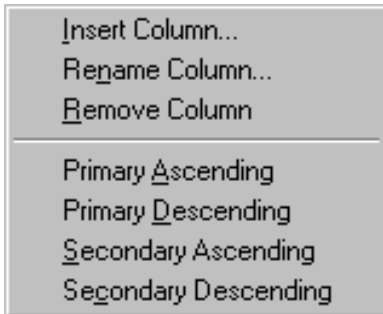 Insert Column...
Rename Column...
Remove Column
Primary Ascending
Primary Descending
Secondary Ascending
Secondary Descending